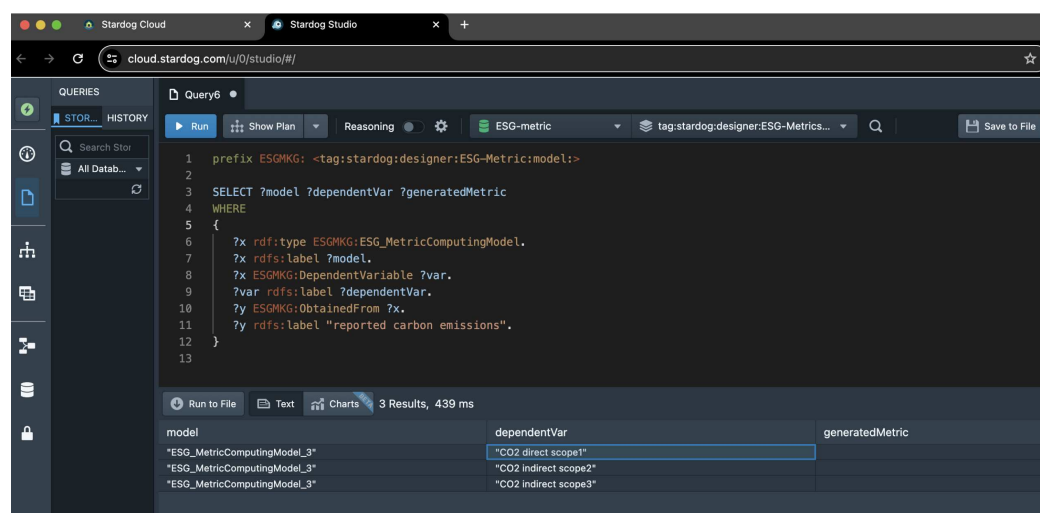 Stardog Cloud
Stardog Studio
cloud.stardog.com/u/0/studio/#/
QUERIES
Query6
STOR... HISTORY
Run Show Plan Reasoning ESG-metric tag:stardog:designer:ESG-Metrics... Save to File
Search Stor
All Datab...
1 prefix ESGMKG: <tag:stardog:designer:ESG-Metric:model:>
2
3 SELECT ?model ?dependentVar ?generatedMetric
4 WHERE
5 {
6 ?x rdf:type ESGMKG:ESG_MetricComputingModel.
7 ?x rdfs:label ?model.
8 ?x ESGMKG:DependentVariable ?var.
9 ?var rdfs:label ?dependentVar.
10 ?y ESGMKG:ObtainedFrom ?x.
11 ?y rdfs:label "reported carbon emissions".
12 }
13
Run to File Text Charts 3 Results, 439 ms
model dependentVar generatedMetric
"ESG_MetricComputingModel_3" "CO2 direct scope1"
"ESG_MetricComputingModel_3" "CO2 indirect scope2"
"ESG_MetricComputingModel_3" "CO2 indirect scope3"